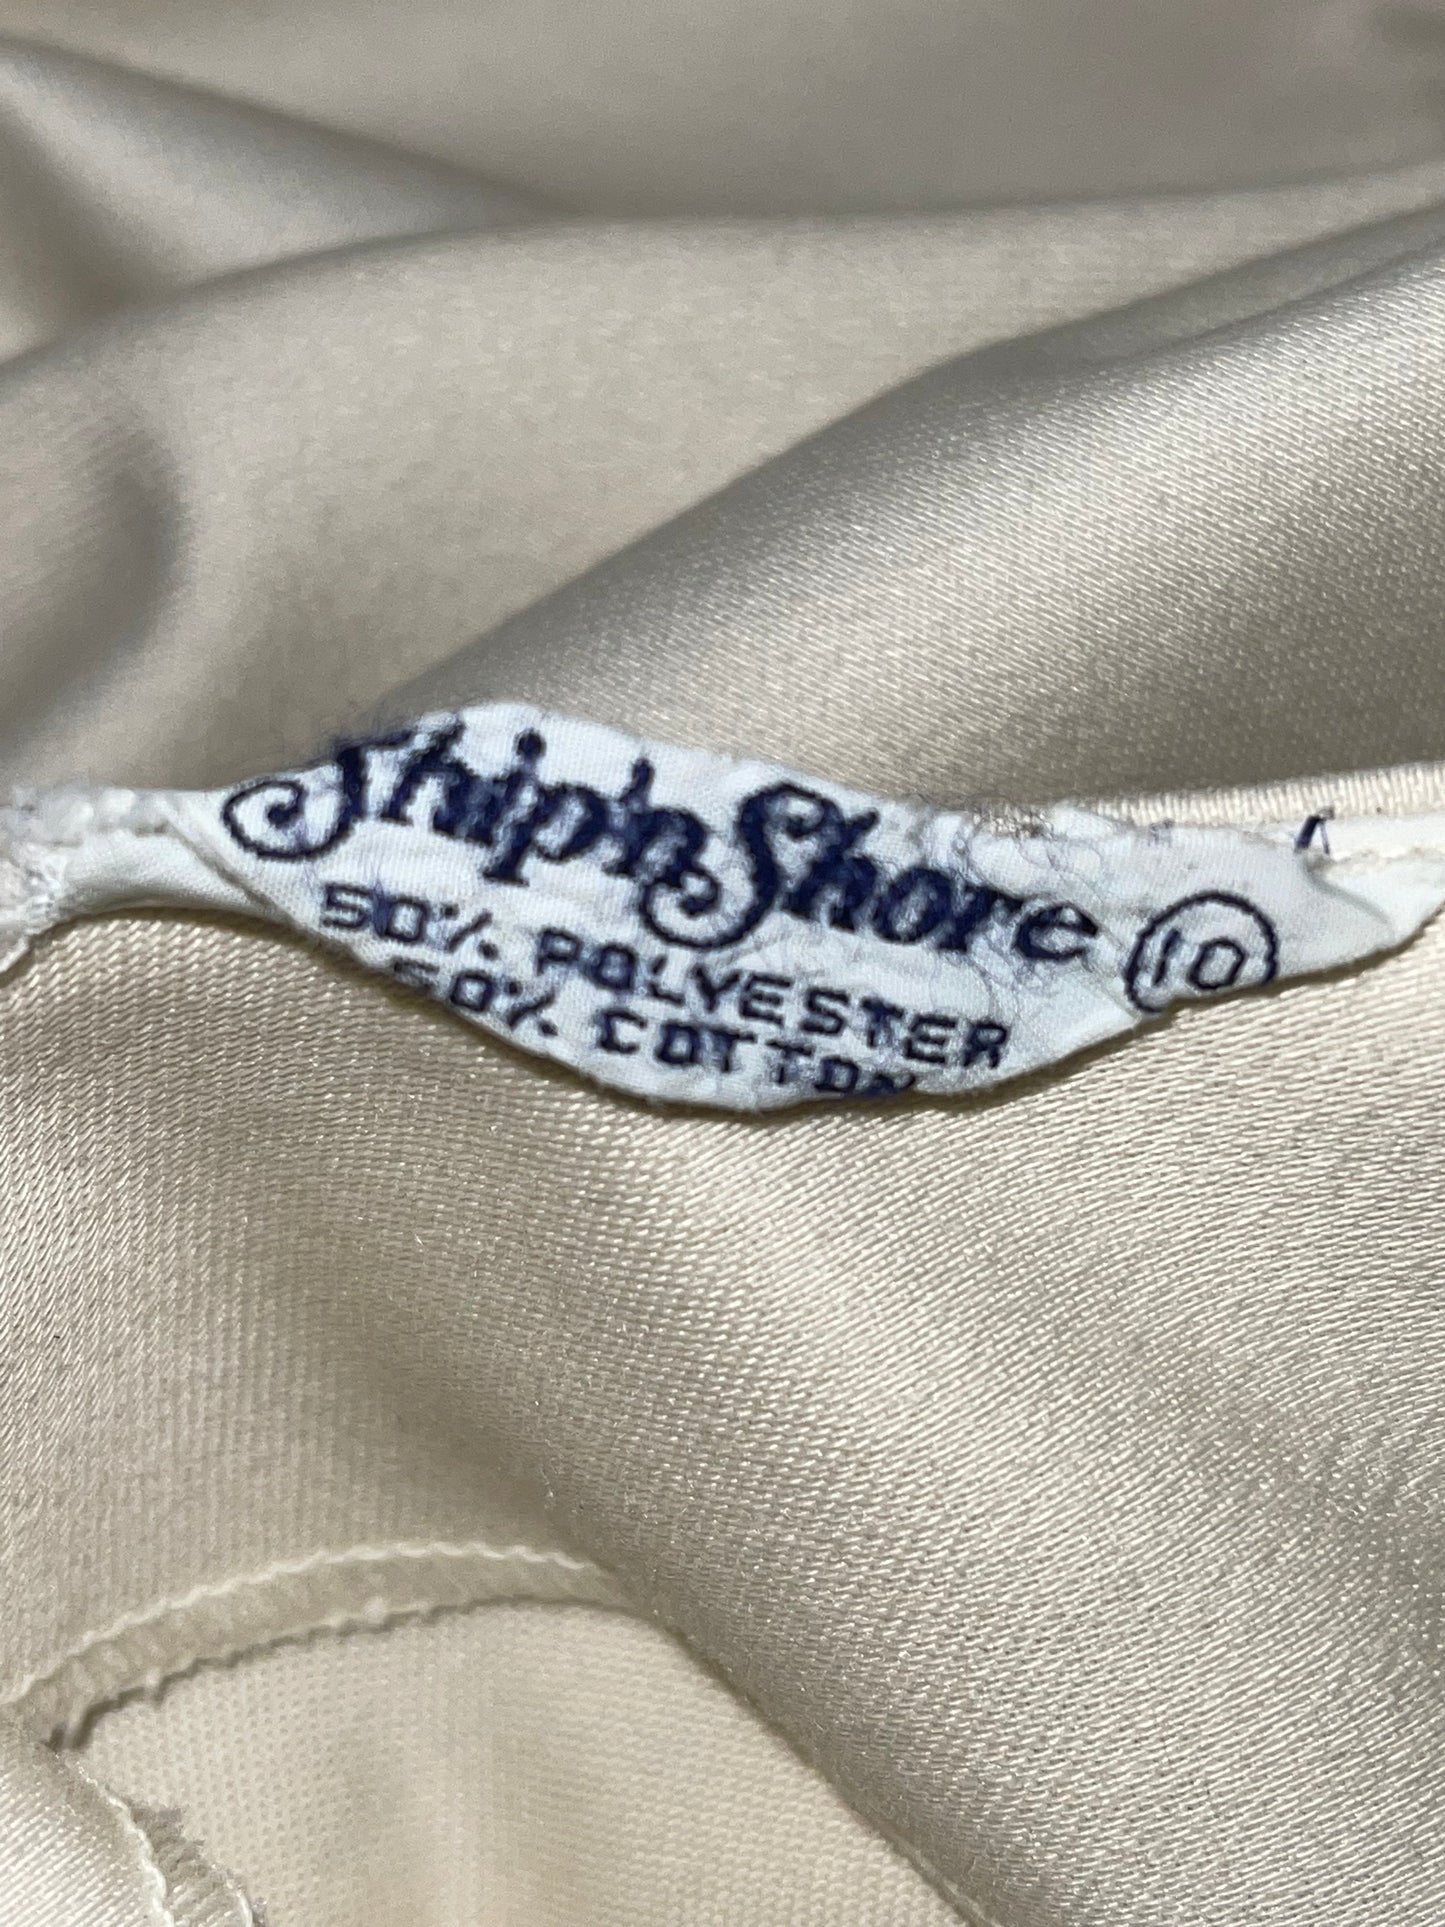 Ship'n Shore
10
50% POLYESTER
50% COTTON